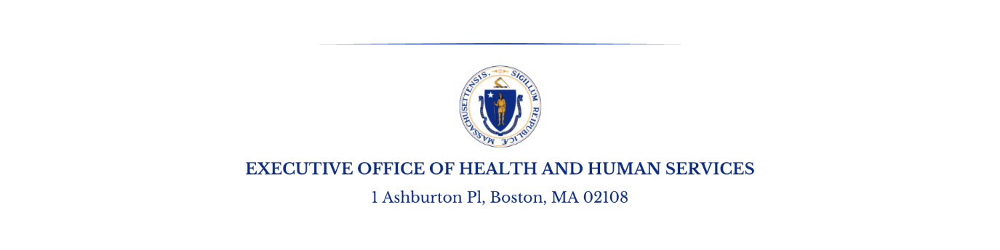 SIGILLUM REIPUBLICÆ MASSACHUSETTENSIS.
EXECUTIVE OFFICE OF HEALTH AND HUMAN SERVICES
1 Ashburton Pl, Boston, MA 02108